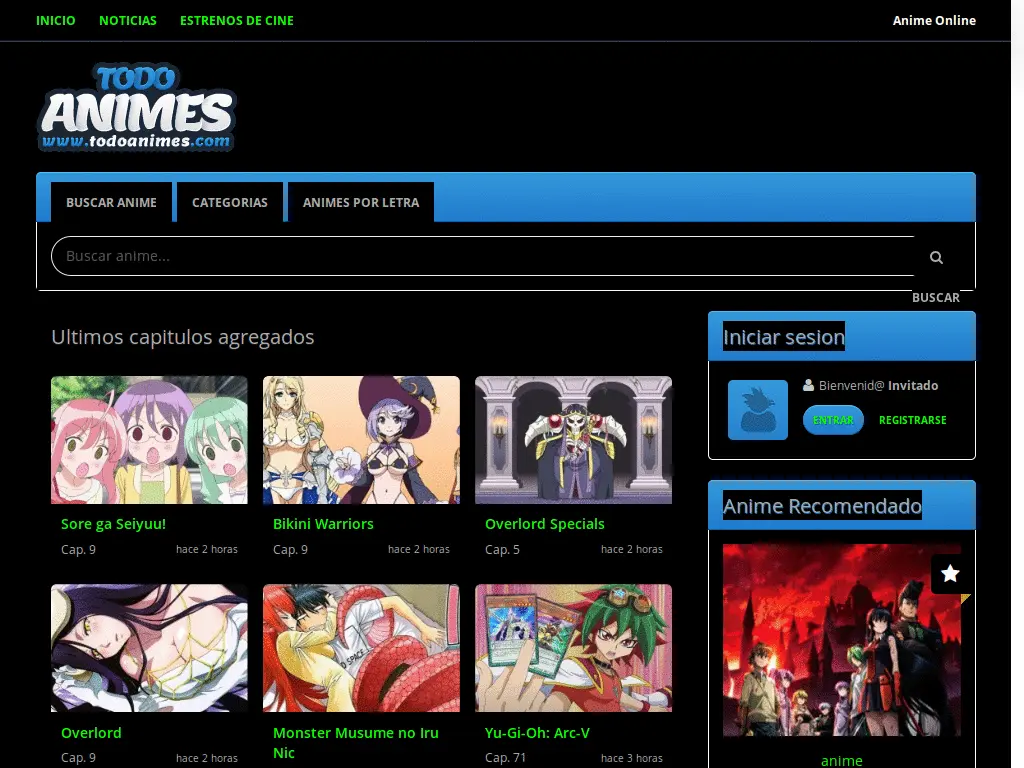 INICIO NOTICIAS ESTRENOS DE CINE Anime Online
TODO
ANIMES
www.todoanimes.com
BUSCAR ANIME CATEGORIAS ANIMES POR LETRA
Buscar anime...
BUSCAR
Ultimos capitulos agregados
Sore ga Seiyuu!
Cap. 9 hace 2 horas
Bikini Warriors
Cap. 9 hace 2 horas
Overlord Specials
Cap. 5 hace 2 horas
Overlord
Cap. 9 hace 2 horas
D.SPACE
Monster Musume no Iru
Nic
Yu-Gi-Oh: Arc-V
Cap. 71 hace 3 horas
Iniciar sesion
Bienvenid@ Invitado
ENTRAR REGISTRARSE
Anime Recomendado
anime